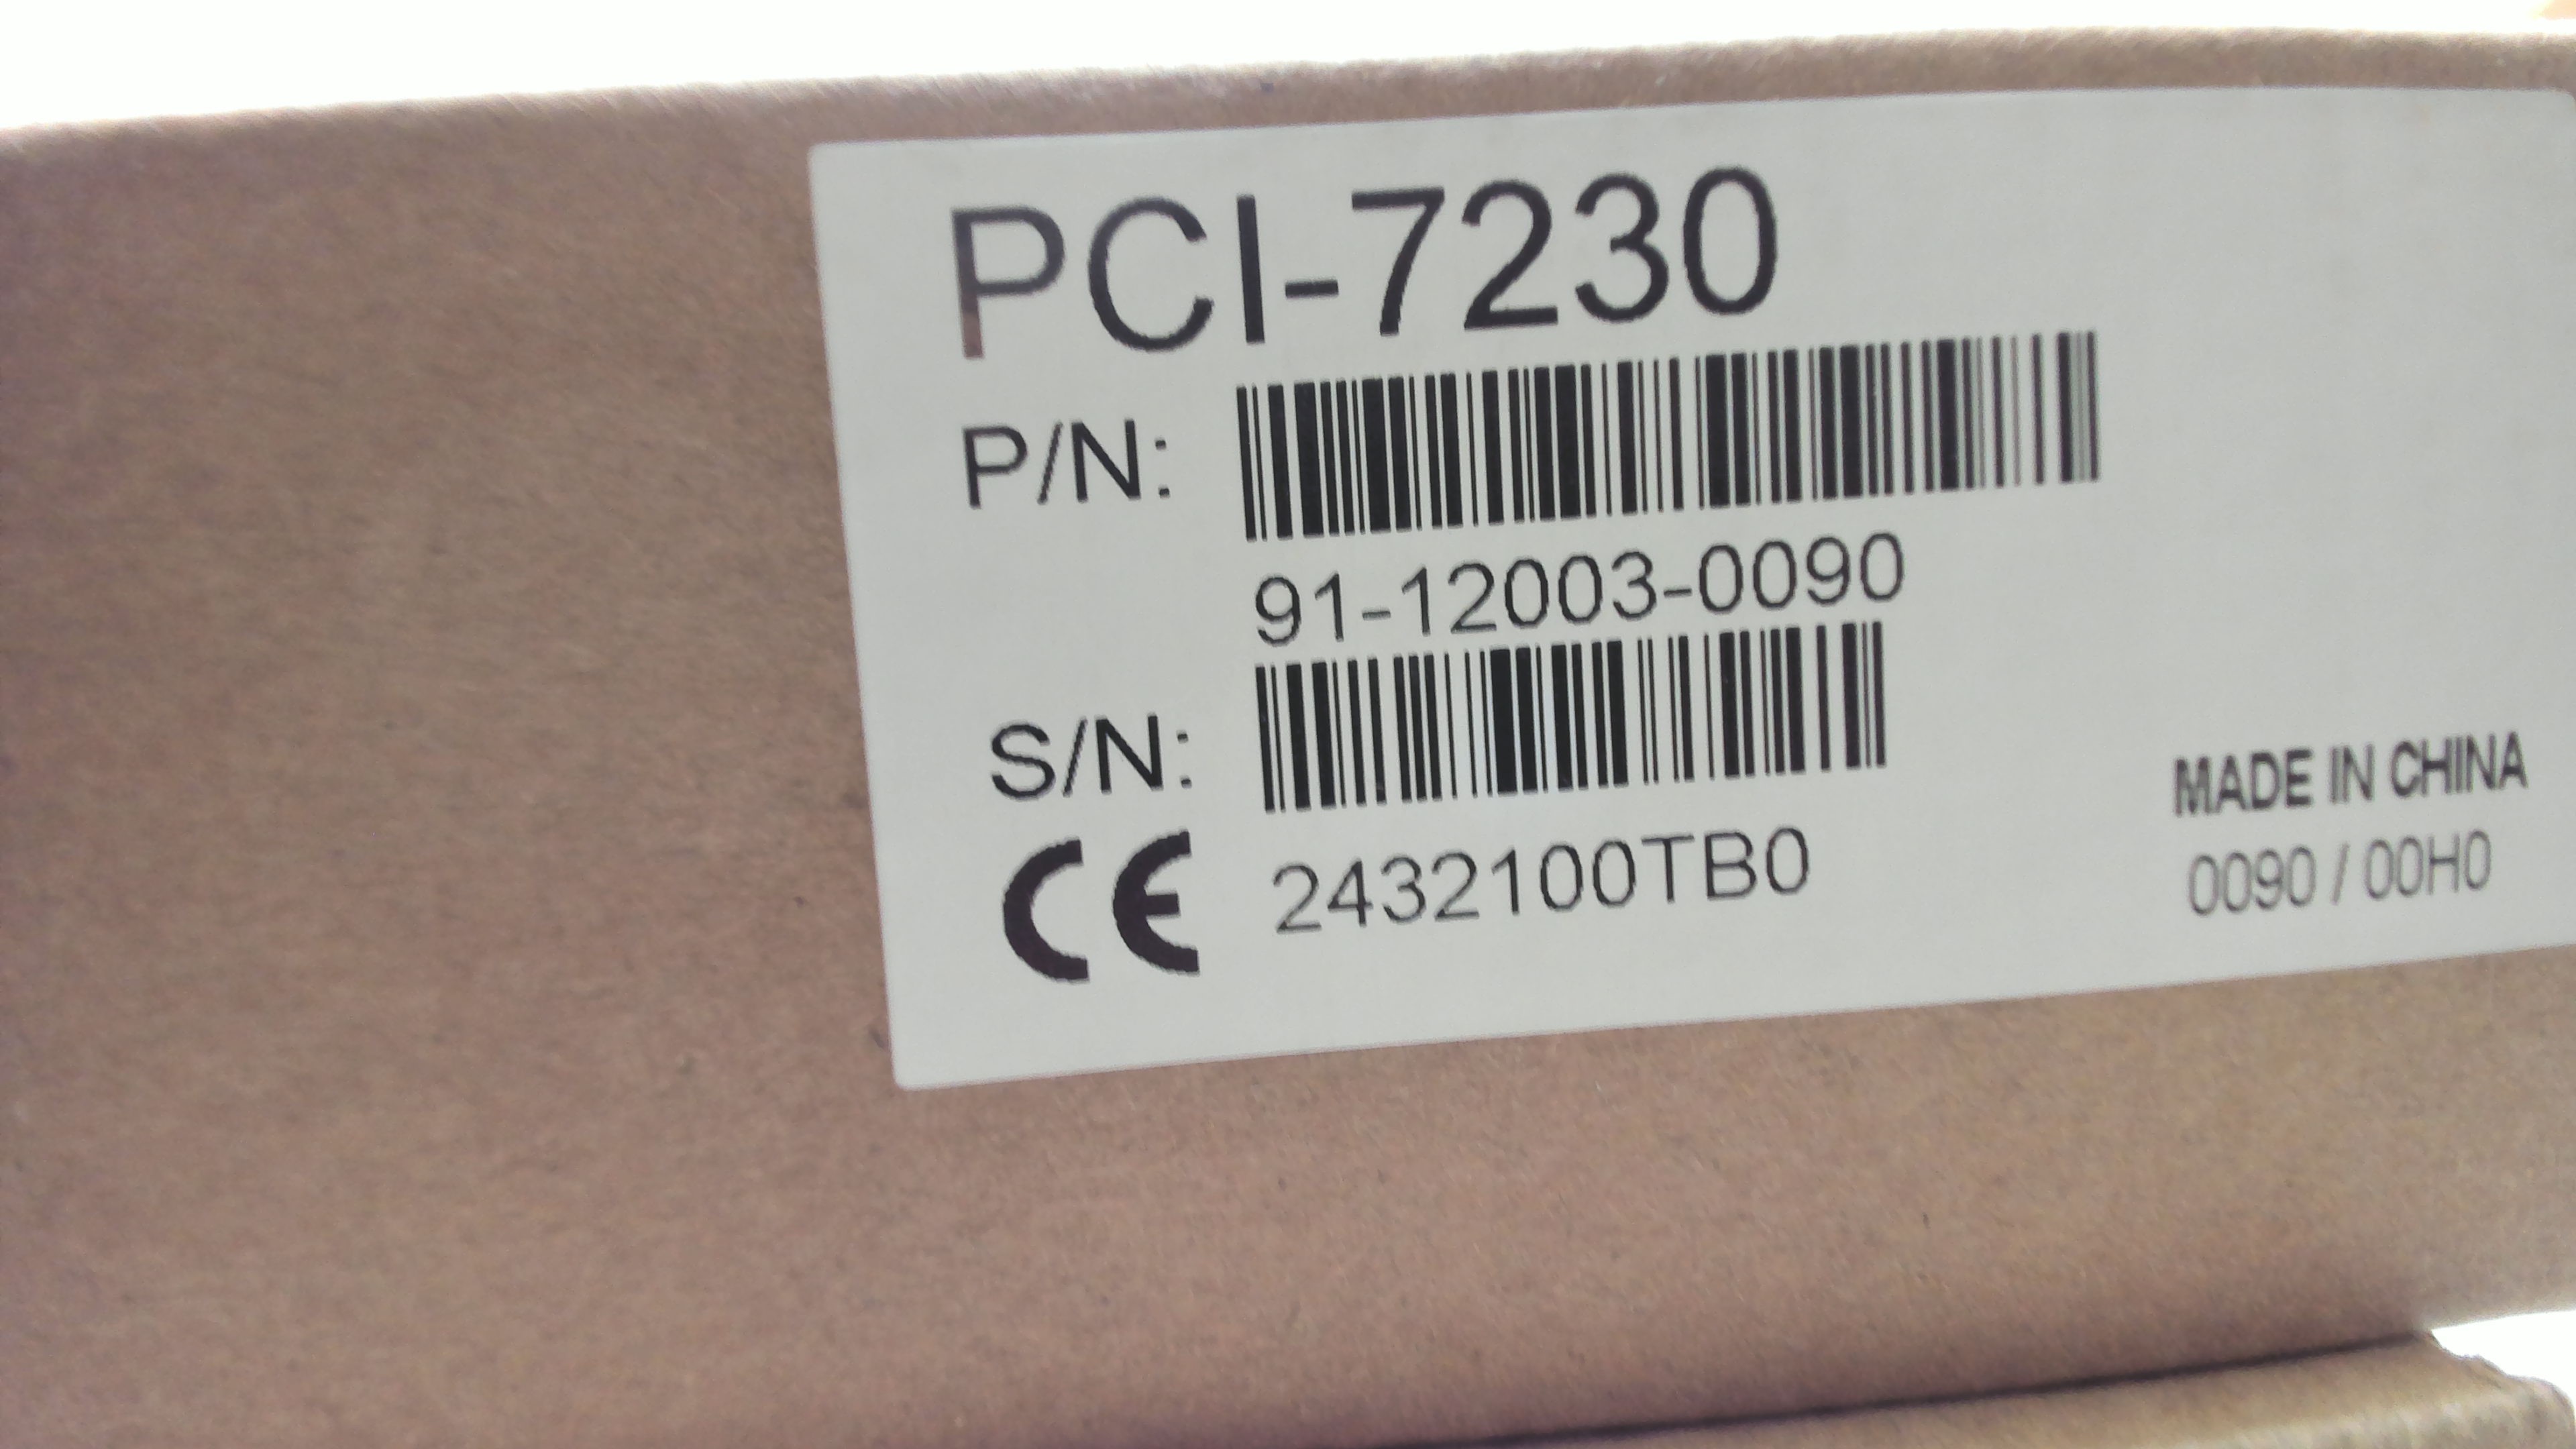 PCI-7230
P/N:
91-12003-0090
S/N:
2432100TB0
MADE IN CHINA
0090 / 00H0
CE